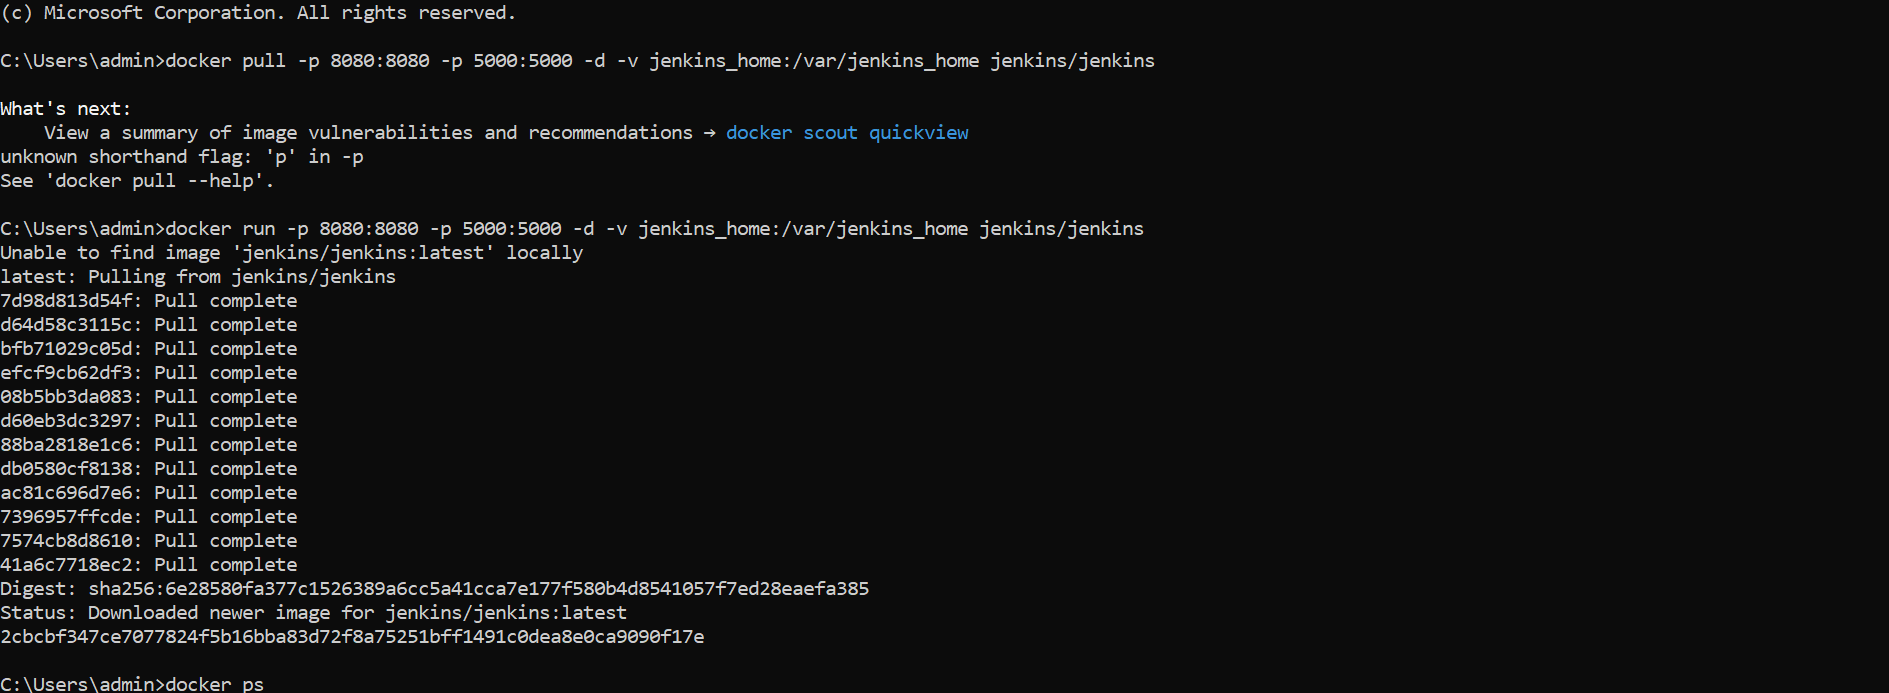 (c) Microsoft Corporation. All rights reserved.
C:\Users\admin>docker pull -p 8080:8080 -p 5000:5000 -d -v jenkins_home:/var/jenkins_home jenkins/jenkins
What's next:
    View a summary of image vulnerabilities and recommendations → docker scout quickview
unknown shorthand flag: 'p' in -p
See 'docker pull --help'.
C:\Users\admin>docker run -p 8080:8080 -p 5000:5000 -d -v jenkins_home:/var/jenkins_home jenkins/jenkins
Unable to find image 'jenkins/jenkins:latest' locally
latest: Pulling from jenkins/jenkins
7d98d813d54f: Pull complete
d64d58c3115c: Pull complete
bfb71029c05d: Pull complete
efcf9cb62df3: Pull complete
08b5bb3da083: Pull complete
d60eb3dc3297: Pull complete
88ba2818e1c6: Pull complete
db0580cf8138: Pull complete
ac81c696d7e6: Pull complete
7396957ffcde: Pull complete
7574cb8d8610: Pull complete
41a6c7718ec2: Pull complete
Digest: sha256:6e28580fa377c1526389a6cc5a41cca7e177f580b4d8541057f7ed28eaefa385
Status: Downloaded newer image for jenkins/jenkins:latest
2cbcbf347ce7077824f5b16bba83d72f8a75251bff1491c0dea8e0ca9090f17e
C:\Users\admin>docker ps